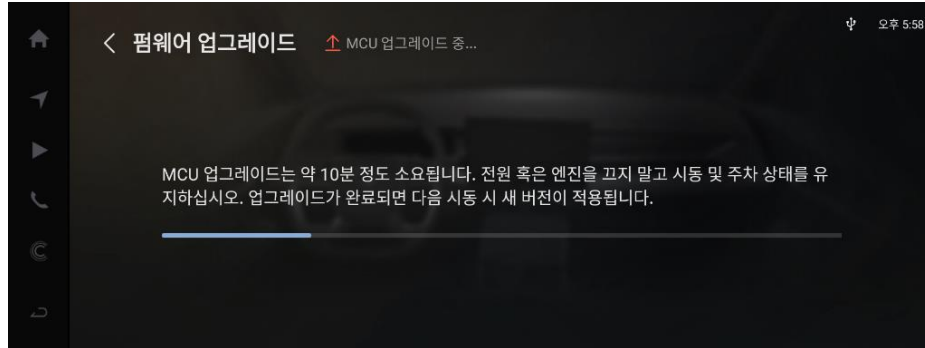 펌웨어 업그레이드
MCU 업그레이드 중...
오후 5:58
MCU 업그레이드는 약 10분 정도 소요됩니다. 전원 혹은 엔진을 끄지 말고 시동 및 주차 상태를 유
지하십시오. 업그레이드가 완료되면 다음 시동 시 새 버전이 적용됩니다.